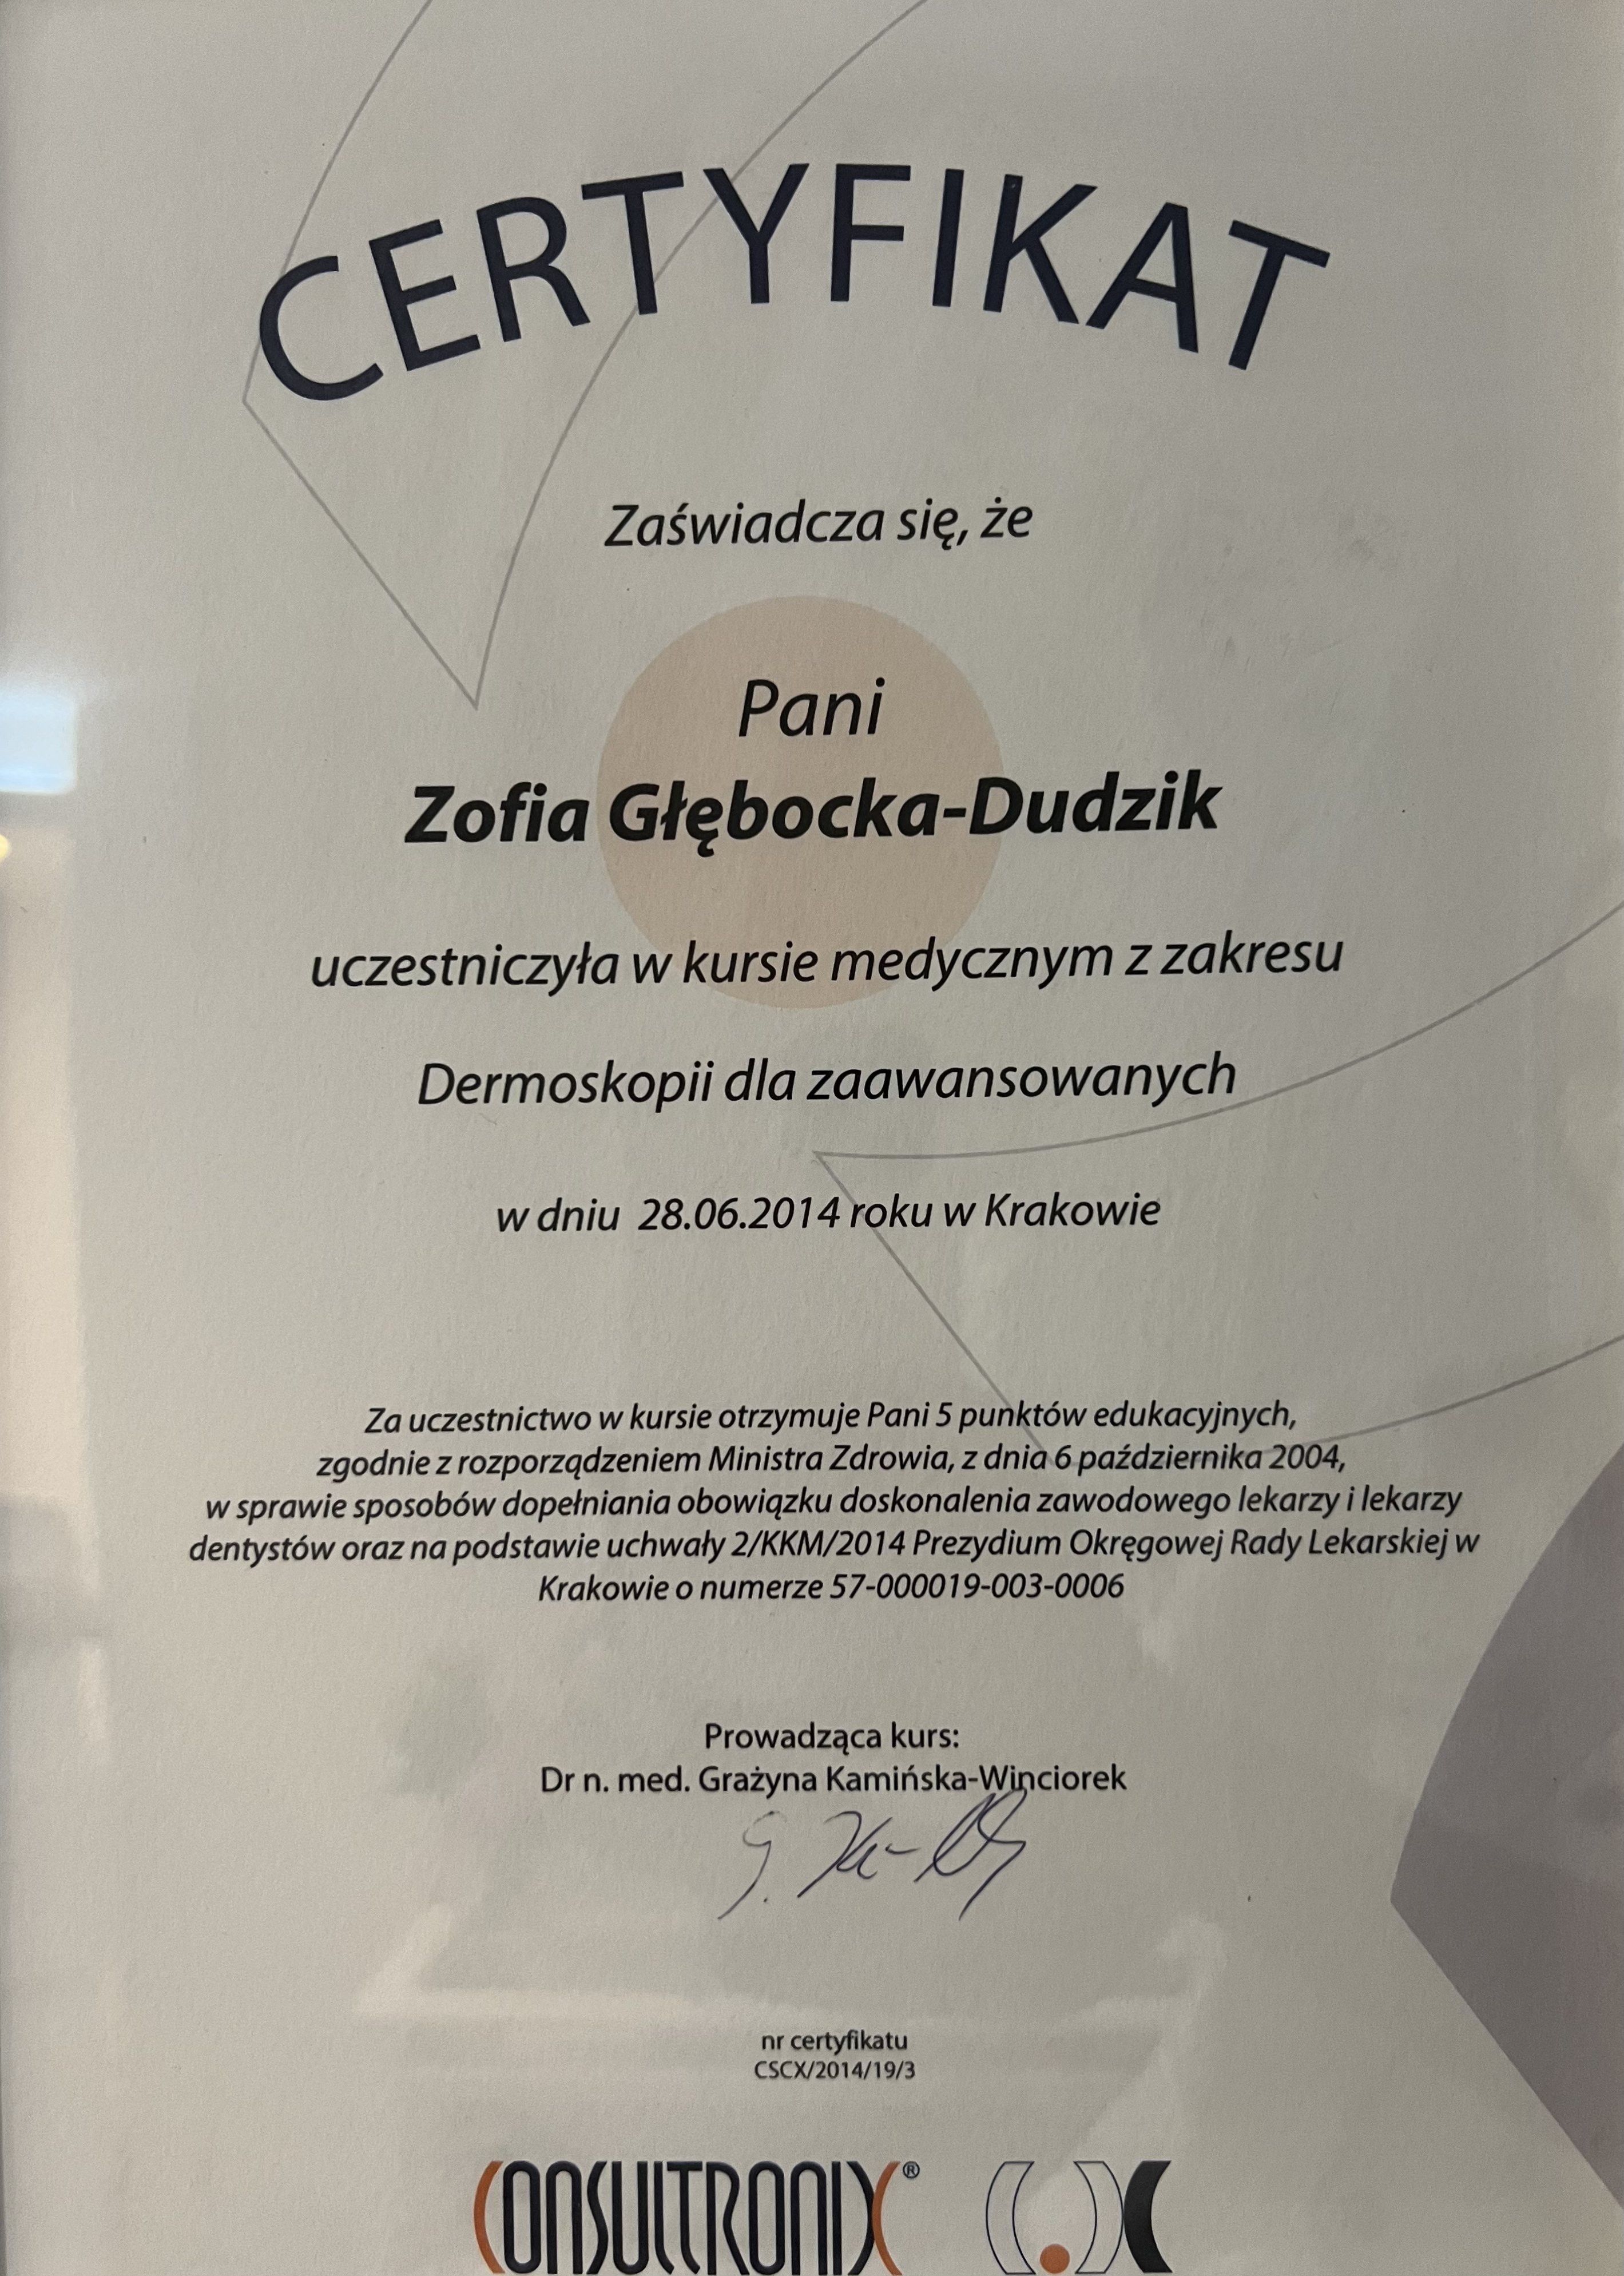 CERTYFIKAT
Zaświadcza się, że
Pani
Zofia Głębocka-Dudzik
uczestniczyła w kursie medycznym z zakresu
Dermoskopii dla zaawansowanych
w dniu 28.06.2014 roku w Krakowie
Za uczestnictwo w kursie otrzymuje Pani 5 punktów edukacyjnych,
zgodnie z rozporządzeniem Ministra Zdrowia, z dnia 6 października 2004,
w sprawie sposobów dopełniania obowiązku doskonalenia zawodowego lekarzy i lekarzy
dentystów oraz na podstawie uchwały 2/KKM/2014 Prezydium Okręgowej Rady Lekarskiej w
Krakowie o numerze 57-000019-003-0006
Prowadząca kurs:
Dr n. med. Grażyna Kamińska-Winciorek
nr certyfikatu
CSCX/2014/19/3
CONSULTRONIX®